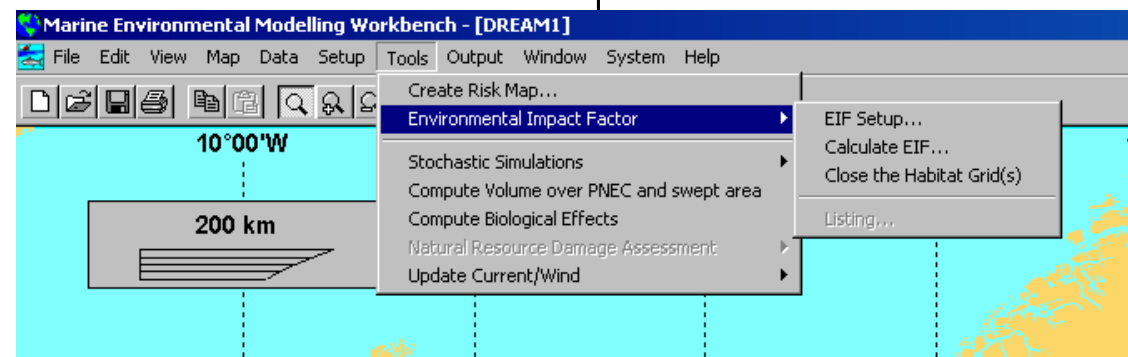 Marine Environmental Modelling Workbench - [DREAM1]
File Edit View Map Data Setup Tools Output Window System Help
Create Risk Map...
Environmental Impact Factor
Stochastic Simulations
Compute Volume over PNEC and swept area
Compute Biological Effects
Natural Resource Damage Assessment
Update Current/Wind
EIF Setup...
Calculate EIF...
Close the Habitat Grid(s)
Listing...
10°00'W
200 km